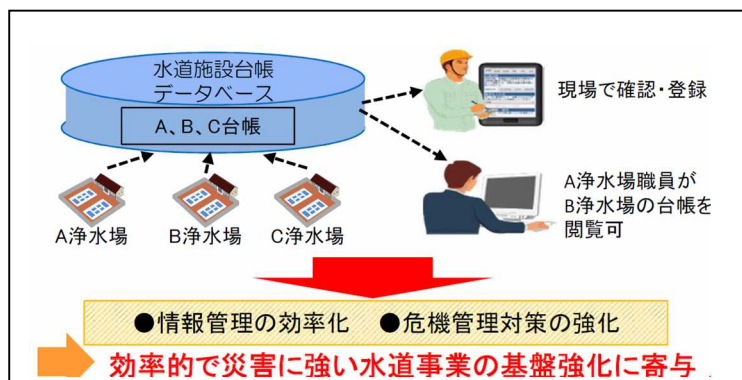 水道施設台帳
データベース
A、B、C台帳
現場で確認・登録
A浄水場職員が
B浄水場の台帳を
閲覧可
A浄水場
B浄水場
C浄水場
●情報管理の効率化 ●危機管理対策の強化
効率的で災害に強い水道事業の基盤強化に寄与